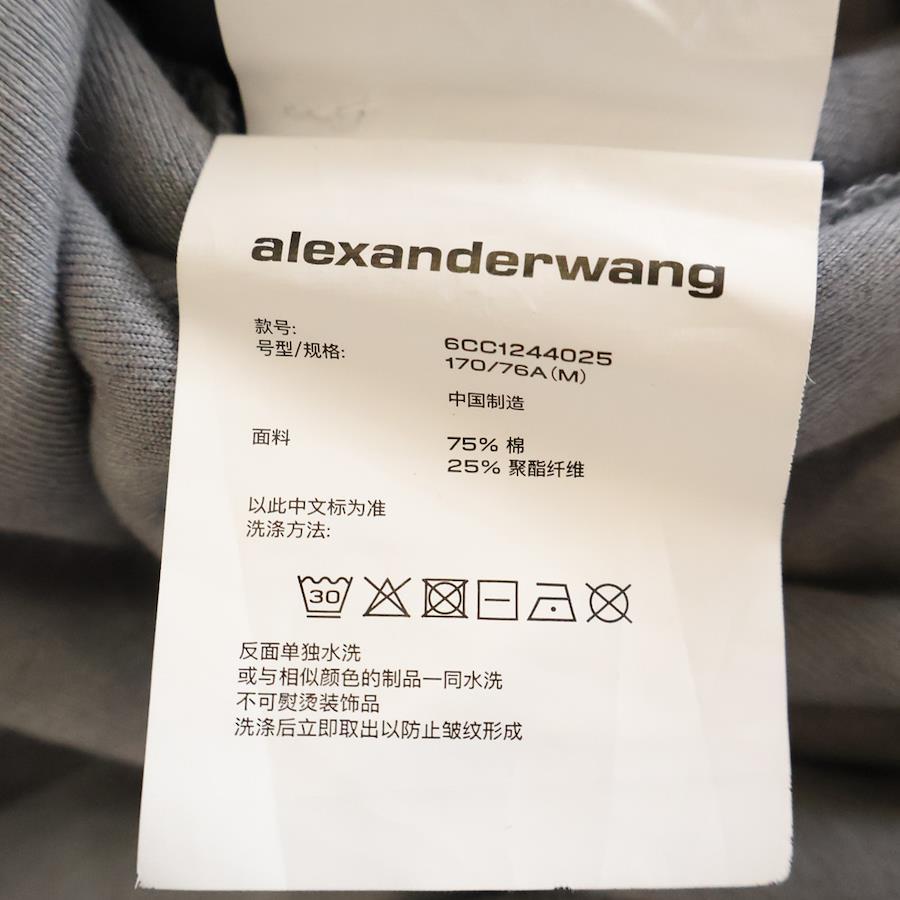 alexanderwang
款号:
6CC1244025
号型/规格:
170/76A(M)
中国制造
面料
75% 棉
25% 聚酯纤维
以此中文标为准
洗涤方法:
30
反面单独水洗
或与相似颜色的制品一同水洗
不可熨烫装饰品
洗涤后立即取出以防止皱纹形成